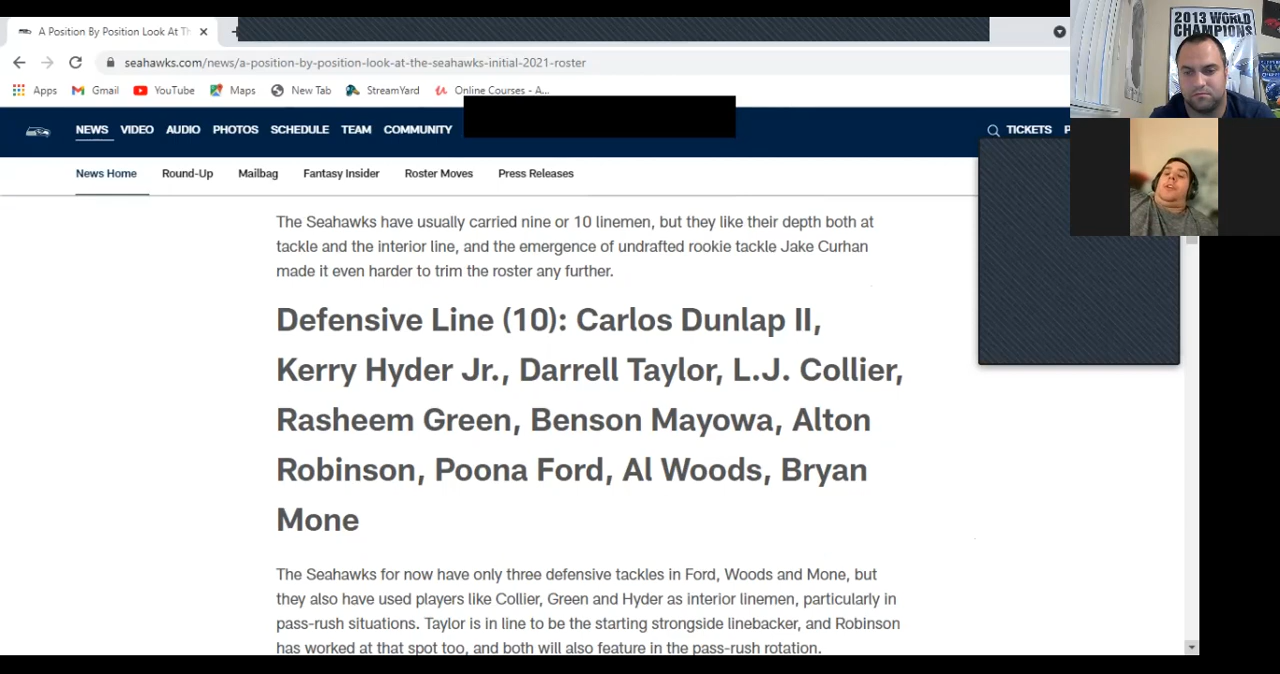 A Position By Position Look At Th
seahawks.com/news/a-position-by-position-look-at-the-seahawks-initial-2021-roster
Apps Gmail YouTube Maps New Tab StreamYard Online Courses - A...
NEWS VIDEO AUDIO PHOTOS SCHEDULE TEAM COMMUNITY TICKETS P
News Home Round-Up Mailbag Fantasy Insider Roster Moves Press Releases
2013 WORLD
CHAMPIONS
XLV
The Seahawks have usually carried nine or 10 linemen, but they like their depth both at
tackle and the interior line, and the emergence of undrafted rookie tackle Jake Curhan
made it even harder to trim the roster any further.
Defensive Line (10): Carlos Dunlap II,
Kerry Hyder Jr., Darrell Taylor, L.J. Collier,
Rasheem Green, Benson Mayowa, Alton
Robinson, Poona Ford, Al Woods, Bryan
Mone
The Seahawks for now have only three defensive tackles in Ford, Woods and Mone, but
they also have used players like Collier, Green and Hyder as interior linemen, particularly in
pass-rush situations. Taylor is in line to be the starting strongside linebacker, and Robinson
has worked at that spot too, and both will also feature in the pass-rush rotation.